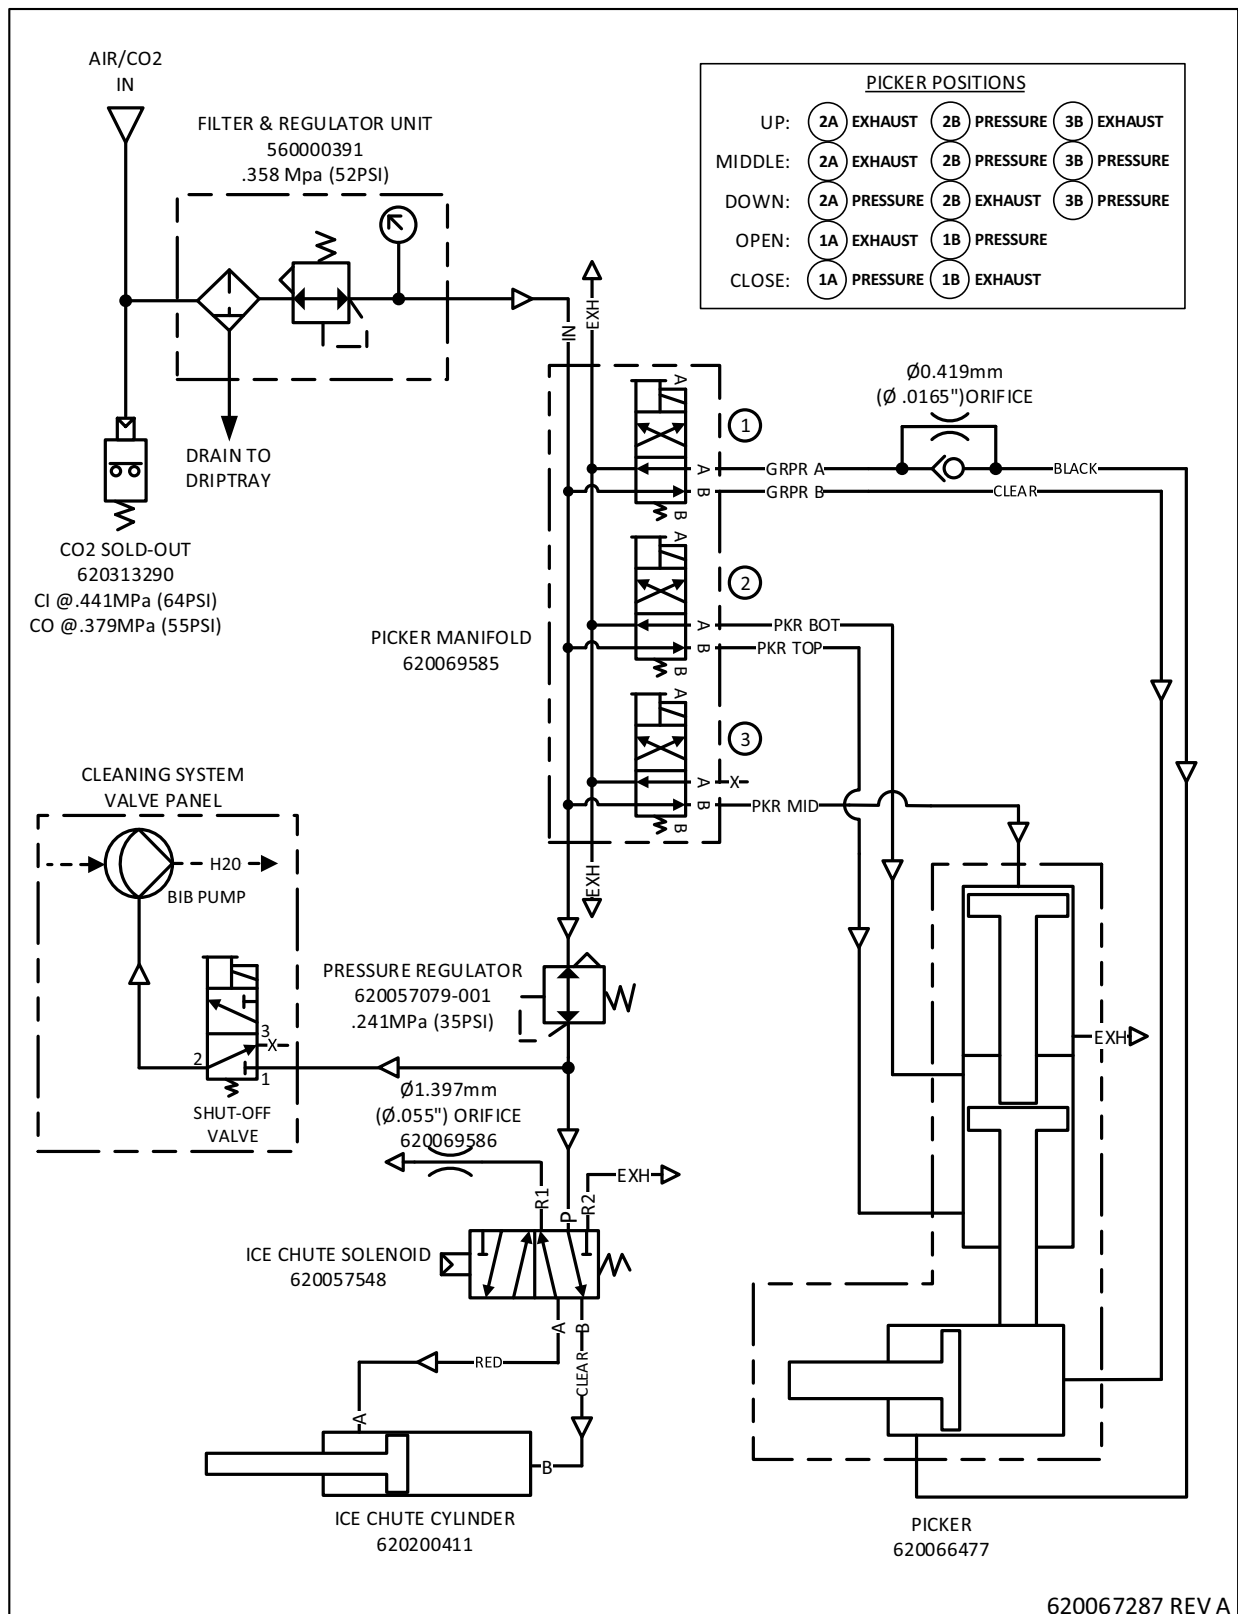 AIR/CO2
IN
FILTER & REGULATOR UNIT
560000391
.358 Mpa (52PSI)
PICKER POSITIONS
UP: 2A EXHAUST 2B PRESSURE 3B EXHAUST
MIDDLE: 2A EXHAUST 2B PRESSURE 3B PRESSURE
DOWN: 2A PRESSURE 2B EXHAUST 3B PRESSURE
OPEN: 1A EXHAUST 1B PRESSURE
CLOSE: 1A PRESSURE 1B EXHAUST
IN
EXH
DRAIN TO
DRIPTRAY
CO2 SOLD-OUT
620313290
CI @.441MPa (64PSI)
CO @.379MPa (55PSI)
Ø0.419mm
(Ø .0165")ORIFICE
A
1
A
GRPR A
BLACK
B
GRPR B
CLEAR
B
A
2
A
PKR BOT
B
PKR TOP
B
PICKER MANIFOLD
620069585
A
3
A
X
B
PKR MID
B
EXH
CLEANING SYSTEM
VALVE PANEL
H20
BIB PUMP
3
X
2
1
SHUT-OFF
VALVE
PRESSURE REGULATOR
620057079-001
.241MPa (35PSI)
EXH
Ø1.397mm
(Ø.055") ORIFICE
620069586
R1
P
R2
EXH
ICE CHUTE SOLENOID
620057548
A
B
RED
CLEAR
A
B
ICE CHUTE CYLINDER
620200411
PICKER
620066477
620067287 REV A